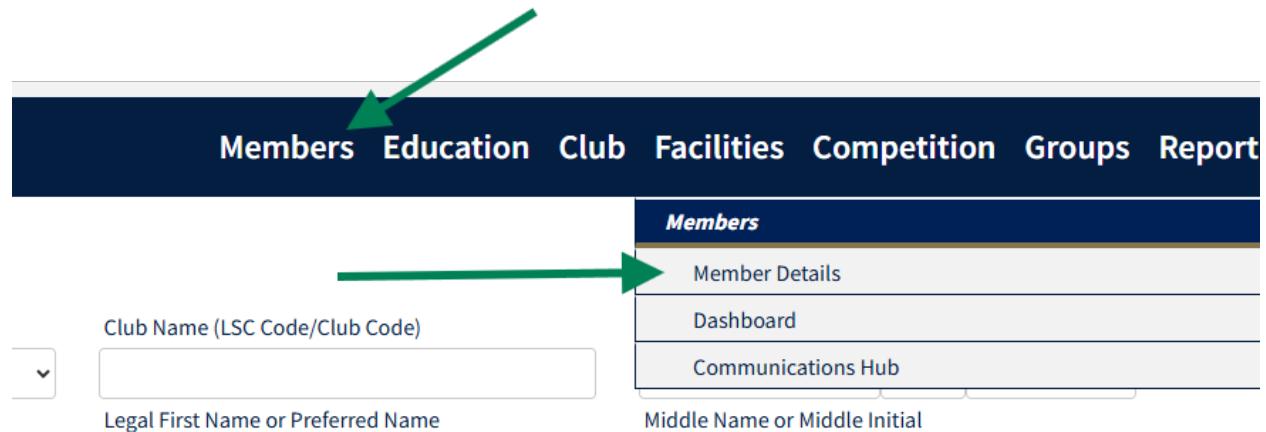 Members Education Club Facilities Competition Groups Report
Members
Member Details
Dashboard
Communications Hub
Club Name (LSC Code/Club Code)
Legal First Name or Preferred Name
Middle Name or Middle Initial